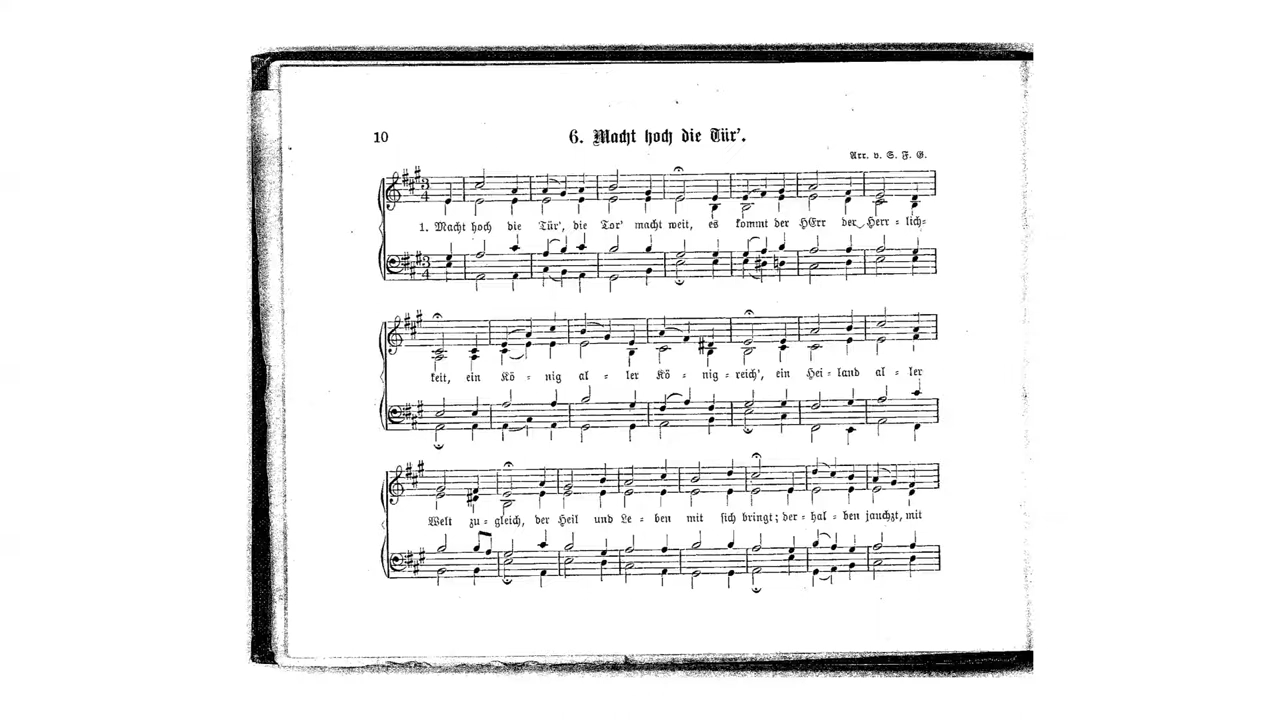 10
6. Macht hoch die Tür'.
Arr. v. S. F. G.
1. Macht hoch die Tür', die Tor' macht weit, es kommt der HErr der Herr - lich-
keit, ein Kö - nig al - ler Kö - nig - reich', ein Hei - land al - ler
Welt zu - gleich, der Heil und Le - ben mit sich bringt; der - hal - ben jauchzt, mit